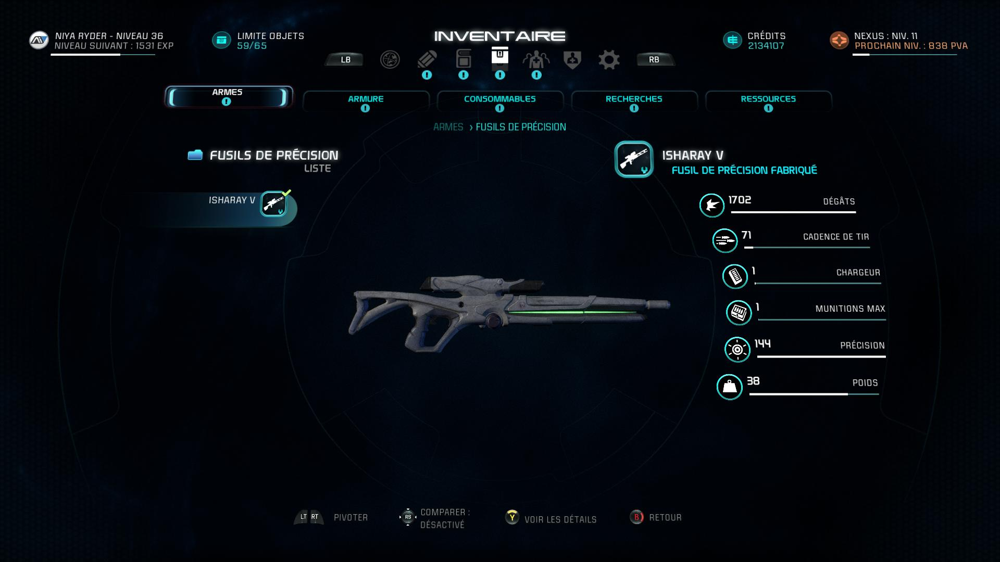 NIYA RYDER - NIVEAU 36
NIVEAU SUIVANT : 1531 EXP
LIMITE OBJETS
59/65
INVENTAIRE
CRÉDITS
2134107
NEXUS : NIV. 11
PROCHAIN NIV. : 838 PVA
LB
RB
ARMES
ARMURE
CONSOMMABLES
RECHERCHES
RESSOURCES
ARMES › FUSILS DE PRÉCISION
FUSILS DE PRÉCISION
LISTE
ISHARAY V
ISHARAY V
FUSIL DE PRÉCISION FABRIQUÉ
1702 DÉGÂTS
71 CADENCE DE TIR
1 CHARGEUR
1 MUNITIONS MAX
144 PRÉCISION
38 POIDS
LT RT PIVOTER
RS COMPARER :
DÉSACTIVÉ
Y VOIR LES DÉTAILS
B RETOUR